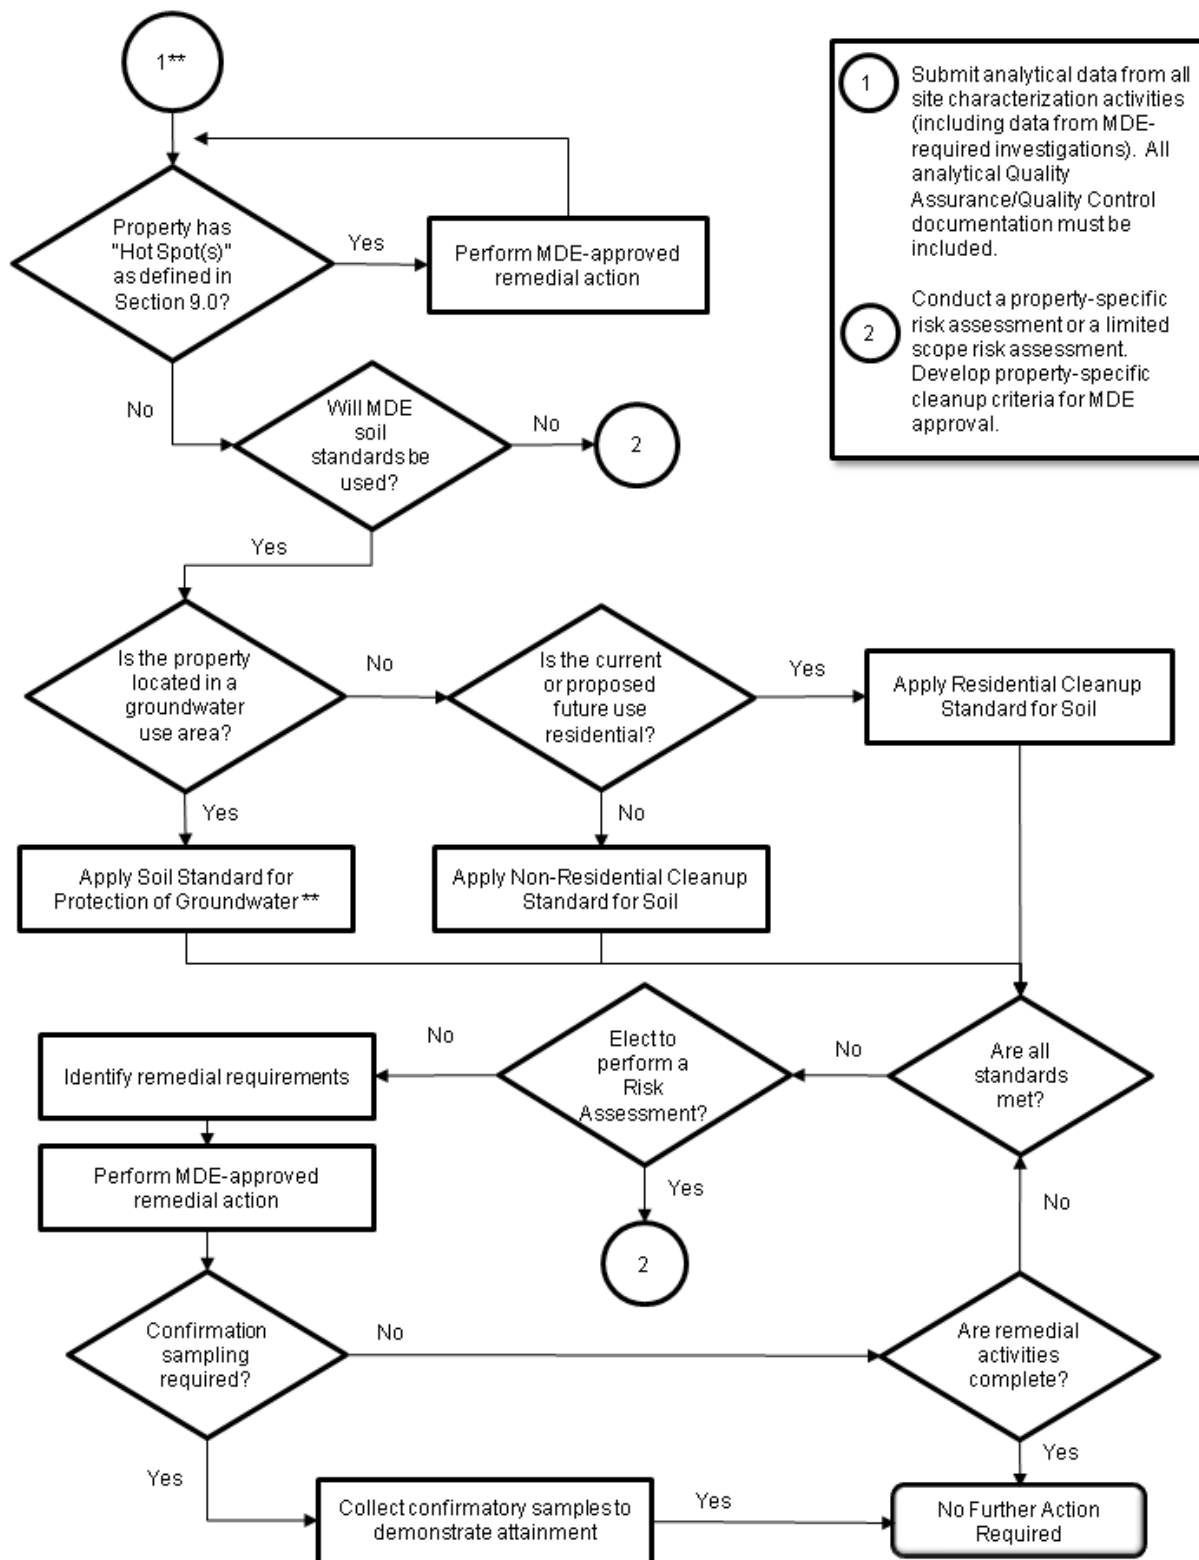 1**
Property has
"Hot Spot(s)"
as defined in
Section 9.0?
Yes
Perform MDE-approved
remedial action
1
Submit analytical data from all
site characterization activities
(including data from MDE-
required investigations). All
analytical Quality
Assurance/Quality Control
documentation must be
included.
2
Conduct a property-specific
risk assessment or a limited
scope risk assessment.
Develop property-specific
cleanup criteria for MDE
approval.
No
Will MDE
soil
standards be
used?
No
2
Yes
Is the property
located in a
groundwater
use area?
No
Is the current
or proposed
future use
residential?
Yes
Apply Residential Cleanup
Standard for Soil
Yes
No
Apply Soil Standard for
Protection of Groundwater **
Apply Non-Residential Cleanup
Standard for Soil
Are all
standards
met?
No
Elect to
perform a
Risk
Assessment?
No
Identify remedial requirements
Yes
2
Perform MDE-approved
remedial action
No
Confirmation
sampling
required?
No
Are remedial
activities
complete?
Yes
Collect confirmatory samples to
demonstrate attainment
Yes
Yes
No Further Action
Required